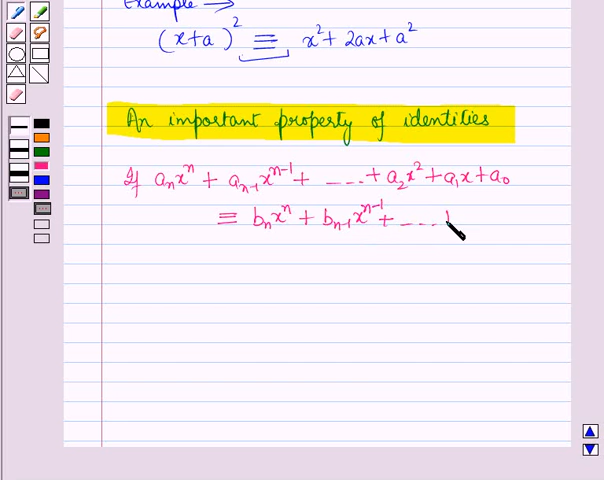 Example →
(x+a)² ≡ x²+2ax+a²
An important property of identities
If aₙxⁿ + aₙ₋₁xⁿ⁻¹ + ....+ a₂x²+a₁x+a₀
≡ bₙxⁿ + bₙ₋₁xⁿ⁻¹+ ....